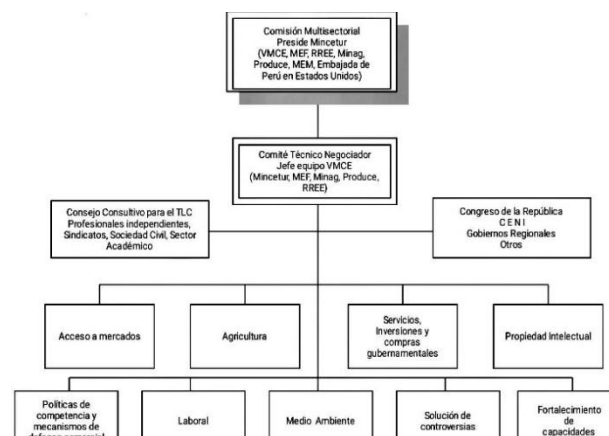 Comisión Multisectorial
Preside Mincetur
(VMCE, MEF, RREE, Minag,
Produce, MEM, Embajada de
Perú en Estados Unidos)
Comité Técnico Negociador
Jefe equipo VMCE
(Mincetur, MEF, Minag, Produce,
RREE)
Consejo Consultivo para el TLC
Profesionales independientes,
Sindicatos, Sociedad Civil, Sector
Académico
Congreso de la República
C E N I
Gobiernos Regionales
Otros
Acceso a mercados
Agricultura
Servicios,
Inversiones y
compras
gubernamentales
Propiedad Intelectual
Políticas de
competencia y
mecanismos de
defensa comercial
Laboral
Medio Ambiente
Solución de
controversias
Fortalecimiento
de
capacidades